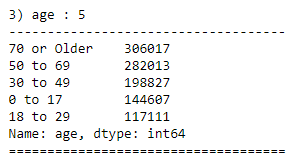 3) age : 5
------------------------------------
70 or Older    306017
50 to 69       282013
30 to 49       198827
0 to 17        144607
18 to 29       117111
Name: age, dtype: int64
====================================